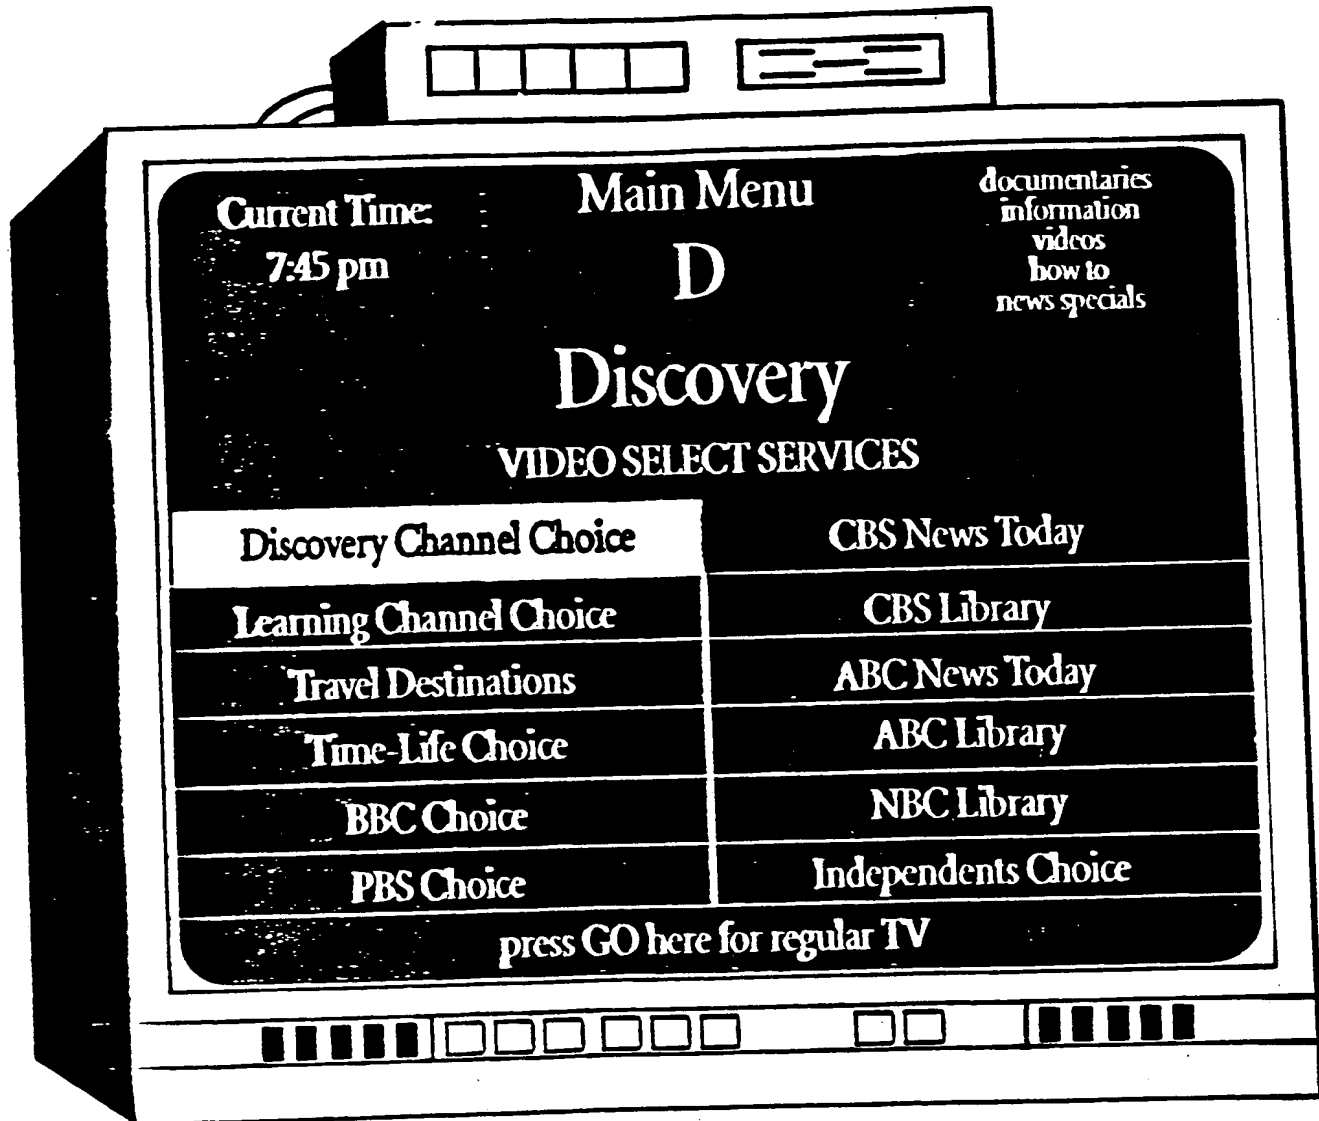 Current Time:
7:45 pm
Main Menu
D
documentaries
information
videos
how to
news specials
Discovery
VIDEO SELECT SERVICES
Discovery Channel Choice
Learning Channel Choice
Travel Destinations
Time-Life Choice
BBC Choice
PBS Choice
CBS News Today
CBS Library
ABC News Today
ABC Library
NBC Library
Independents Choice
press GO here for regular TV